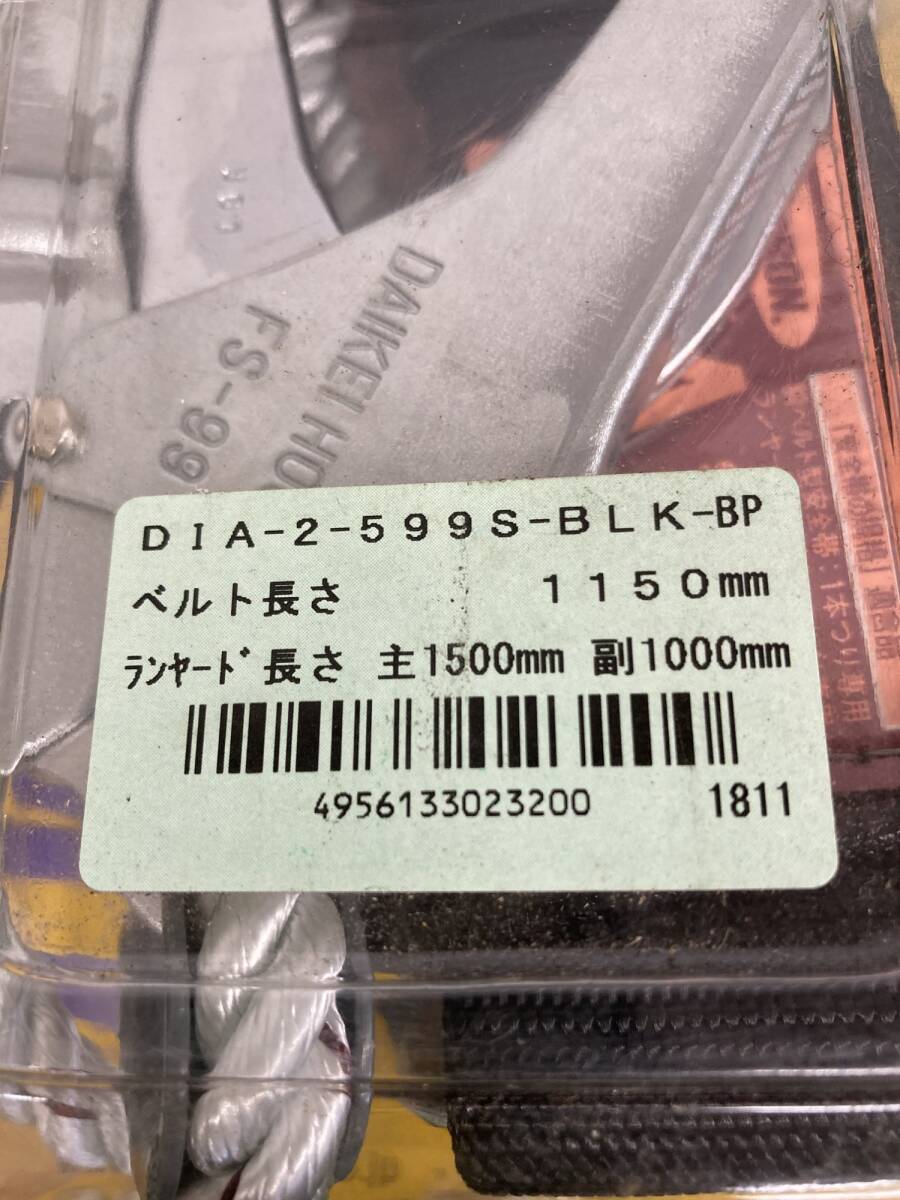 DAIKEI HO
FS-99
DIA-2-599S-BLK-BP
ベルト長さ 1150mm
ランヤード長さ 主1500mm 副1000mm
4956133023200 1811